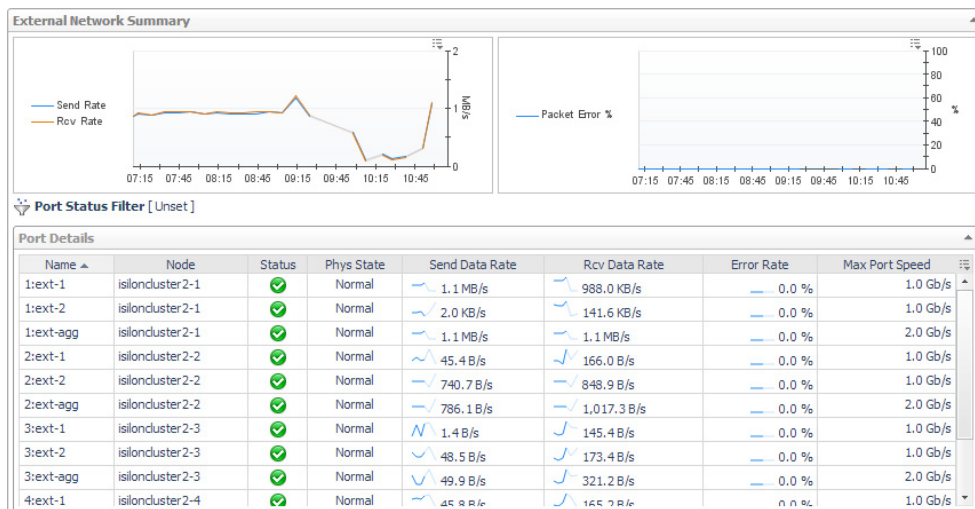 External Network Summary
Send Rate
Rcv Rate
2
1
0
MB/s
07:15 07:45 08:15 08:45 09:15 09:45 10:15 10:45
Packet Error %
100
80
60
40
20
0
%
07:15 07:45 08:15 08:45 09:15 09:45 10:15 10:45
Port Status Filter [ Unset ]
Port Details
Name Node Status Phys State Send Data Rate Rcv Data Rate Error Rate Max Port Speed
1:ext-1 isiloncluster2-1 Normal 1.1 MB/s 988.0 KB/s 0.0 % 1.0 Gb/s
1:ext-2 isiloncluster2-1 Normal 2.0 KB/s 141.6 KB/s 0.0 % 1.0 Gb/s
1:ext-agg isiloncluster2-1 Normal 1.1 MB/s 1.1 MB/s 0.0 % 2.0 Gb/s
2:ext-1 isiloncluster2-2 Normal 45.4 B/s 166.0 B/s 0.0 % 1.0 Gb/s
2:ext-2 isiloncluster2-2 Normal 740.7 B/s 848.9 B/s 0.0 % 1.0 Gb/s
2:ext-agg isiloncluster2-2 Normal 786.1 B/s 1,017.3 B/s 0.0 % 2.0 Gb/s
3:ext-1 isiloncluster2-3 Normal 1.4 B/s 145.4 B/s 0.0 % 1.0 Gb/s
3:ext-2 isiloncluster2-3 Normal 48.5 B/s 173.4 B/s 0.0 % 1.0 Gb/s
3:ext-agg isiloncluster2-3 Normal 49.9 B/s 321.2 B/s 0.0 % 2.0 Gb/s
4:ext-1 isiloncluster2-4 Normal 45.8 B/s 165.2 B/s 0.0 % 1.0 Gb/s